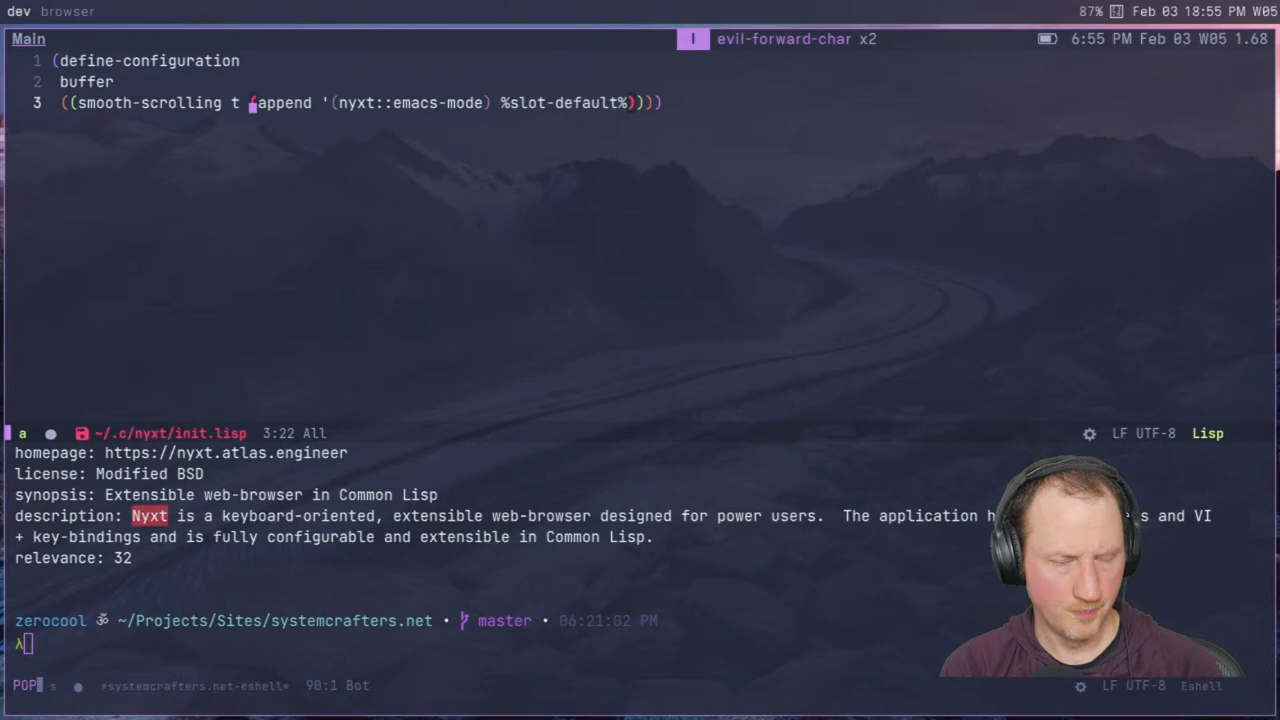 dev browser
87% Feb 03 18:55 PM W05
Main
I evil-forward-char x2
6:55 PM Feb 03 W05 1.68
1 (define-configuration
2 buffer
3 ((smooth-scrolling t (append '(nyxt::emacs-mode) %slot-default%))))
a ~/.c/nyxt/init.lisp 3:22 All
LF UTF-8 Lisp
homepage: https://nyxt.atlas.engineer
license: Modified BSD
synopsis: Extensible web-browser in Common Lisp
description: Nyxt is a keyboard-oriented, extensible web-browser designed for power users. The application s and VI
+ key-bindings and is fully configurable and extensible in Common Lisp.
relevance: 32
zerocool ॐ ~/Projects/Sites/systemcrafters.net • master • 06:21:02 PM
λ
POP s *systemcrafters.net-eshell* 90:1 Bot
LF UTF-8 Eshell